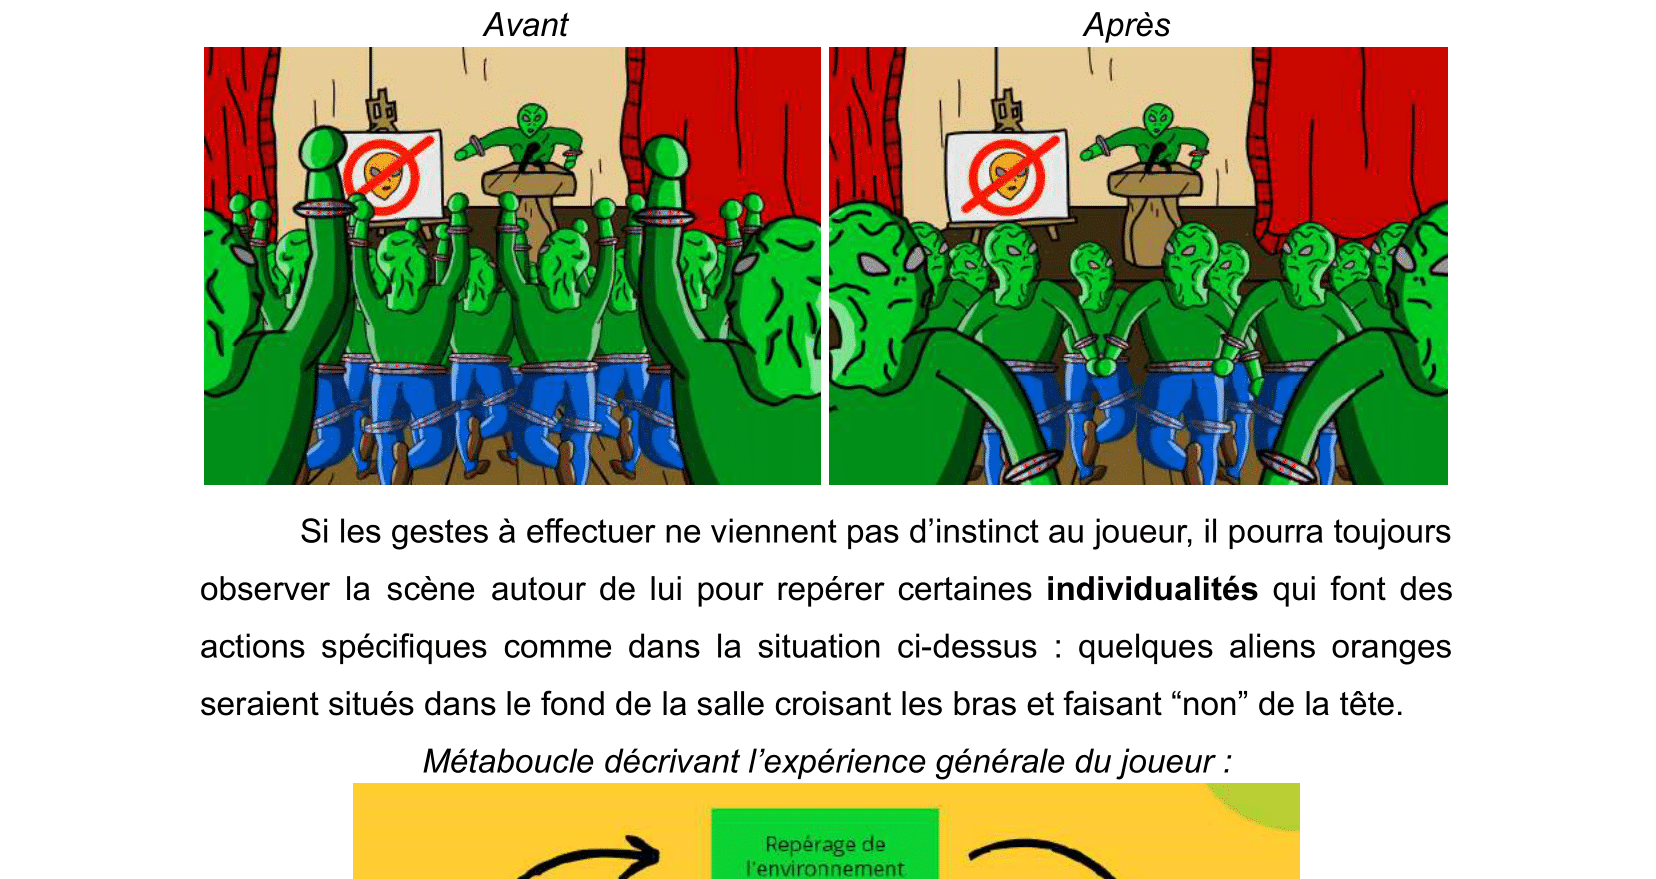 Avant
Après
Si les gestes à effectuer ne viennent pas d’instinct au joueur, il pourra toujours
observer la scène autour de lui pour repérer certaines individualités qui font des
actions spécifiques comme dans la situation ci-dessus : quelques aliens oranges
seraient situés dans le fond de la salle croisant les bras et faisant “non” de la tête.
Métaboucle décrivant l’expérience générale du joueur :
Repérage de
l’environnement